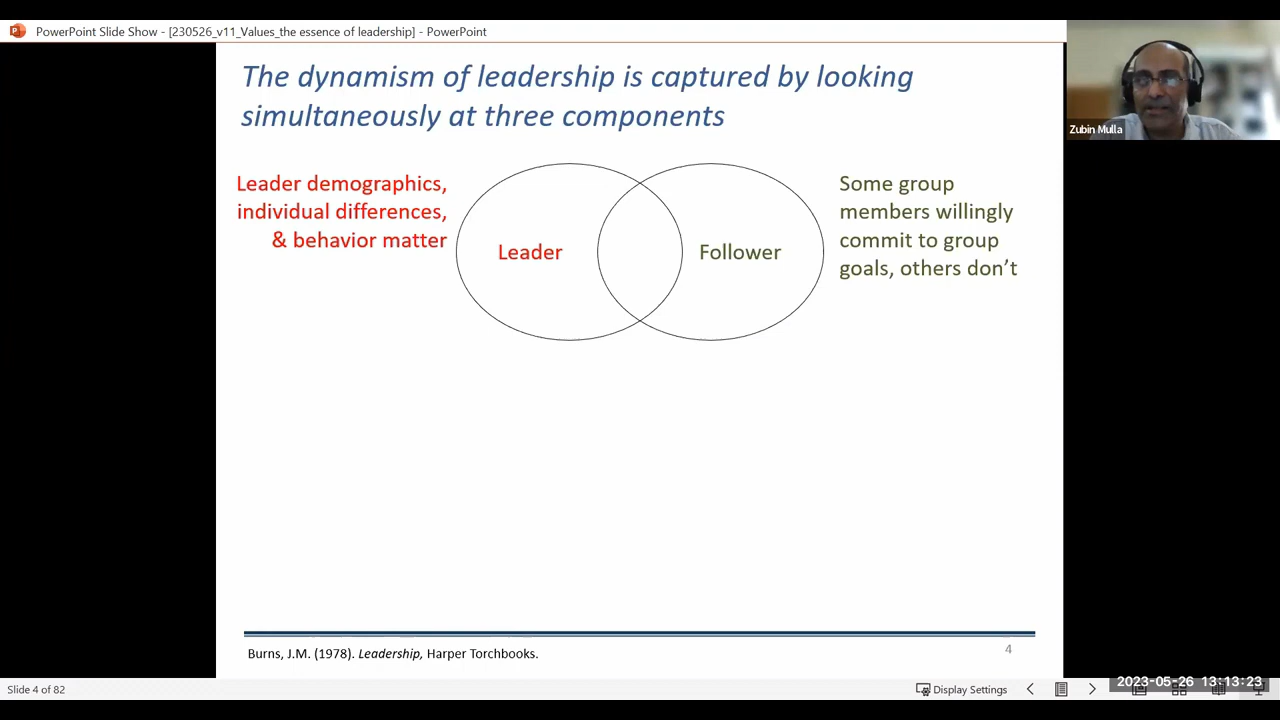 PowerPoint Slide Show - [230526_v11_Values_the essence of leadership] - PowerPoint
The dynamism of leadership is captured by looking
simultaneously at three components
Leader demographics,
individual differences,
& behavior matter
Leader
Follower
Some group
members willingly
commit to group
goals, others don't
Zubin Mulla
Burns, J.M. (1978). Leadership, Harper Torchbooks.
4
Slide 4 of 82
Display Settings
2023-05-26 13:13:23